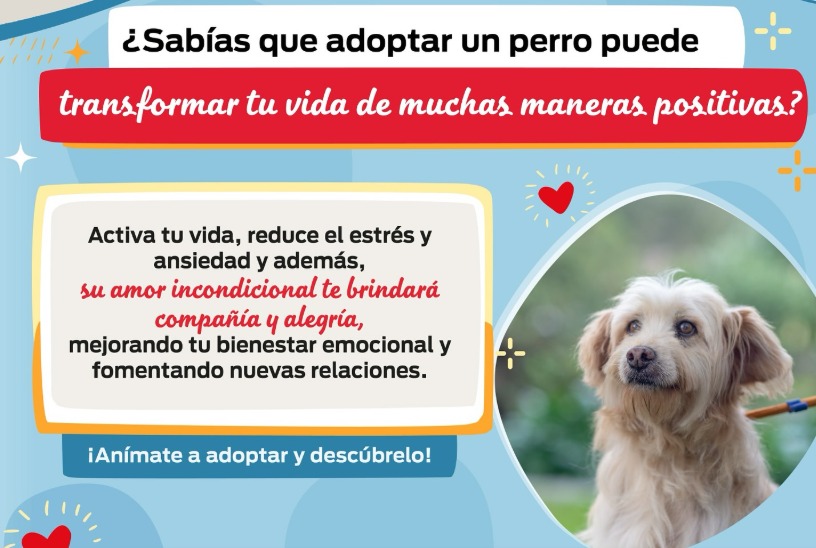 ¿Sabías que adoptar un perro puede
transformar tu vida de muchas maneras positivas?
Activa tu vida, reduce el estrés y
ansiedad y además,
su amor incondicional te brindará
compañía y alegría,
mejorando tu bienestar emocional y
fomentando nuevas relaciones.
¡Anímate a adoptar y descúbrelo!